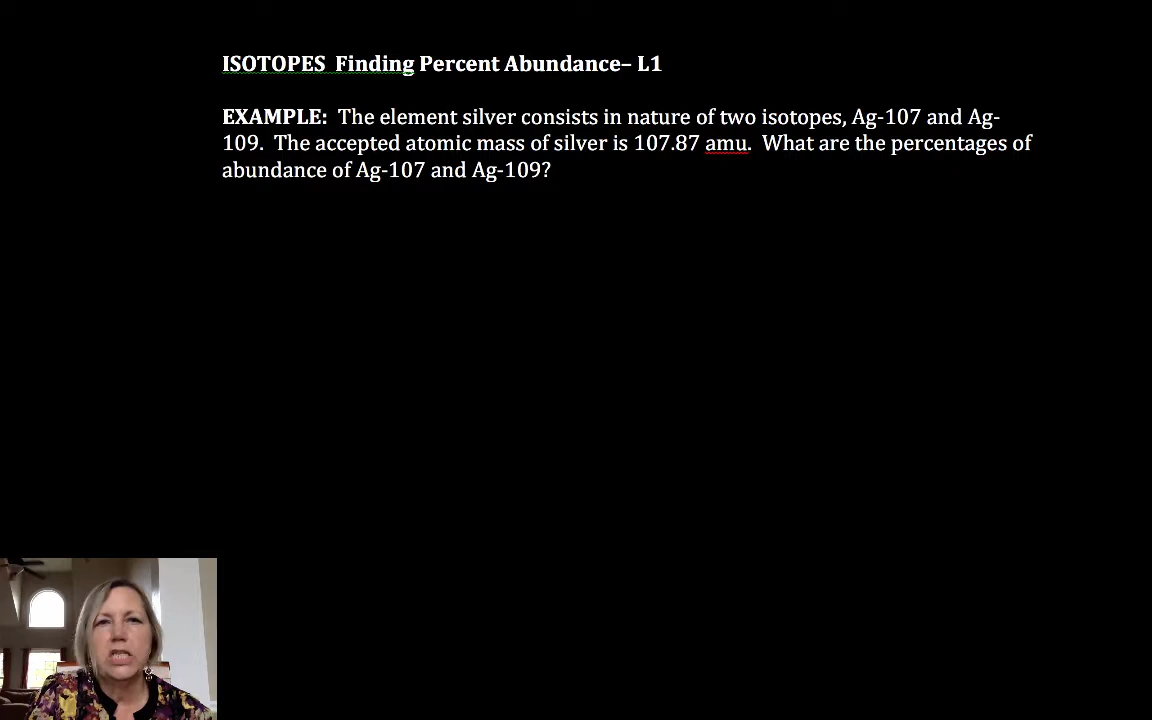 ISOTOPES  Finding Percent Abundance– L1
EXAMPLE:  The element silver consists in nature of two isotopes, Ag-107 and Ag-
109.  The accepted atomic mass of silver is 107.87 amu.  What are the percentages of
abundance of Ag-107 and Ag-109?